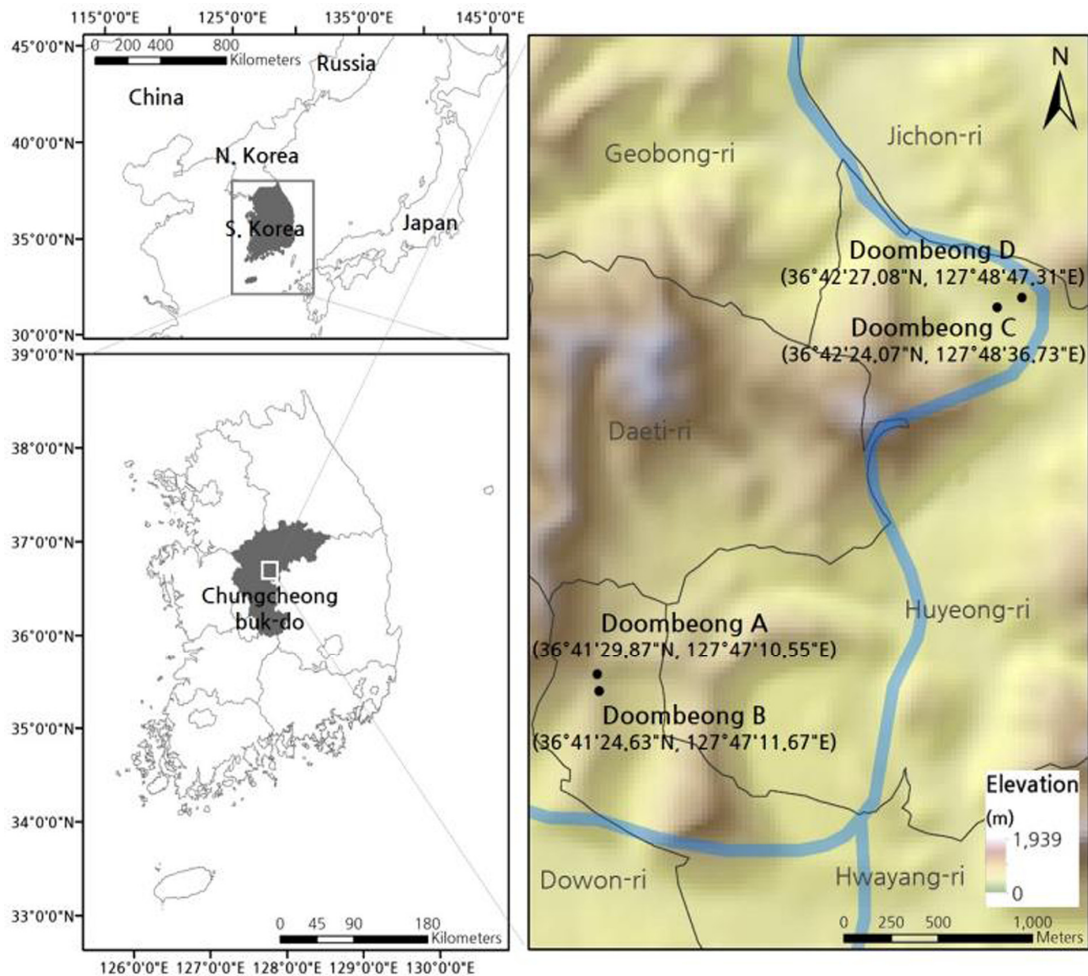 115°0'0"E 125°0'0"E 135°0'0"E 145°0'0"E
45°0'0"N
40°0'0"N
35°0'0"N
30°0'0"N
0 200 400 800
Kilometers
Russia
China
N. Korea
S. Korea
Japan
39°0'0"N
38°0'0"N
37°0'0"N
36°0'0"N
35°0'0"N
34°0'0"N
33°0'0"N
Chungcheong
buk-do
0 45 90 180
Kilometers
126°0'0"E 127°0'0"E 128°0'0"E 129°0'0"E 130°0'0"E
N
Jichon-ri
Geobong-ri
Doombeong D
(36°42'27.08"N, 127°48'47.31"E)
Doombeong C
(36°42'24.07"N, 127°48'36.73"E)
Daeti-ri
Huyeong-ri
Doombeong A
(36°41'29.87"N, 127°47'10.55"E)
Doombeong B
(36°41'24.63"N, 127°47'11.67"E)
Elevation
(m)
1,939
0
Dowon-ri
Hwayang-ri
0 250 500 1,000
Meters